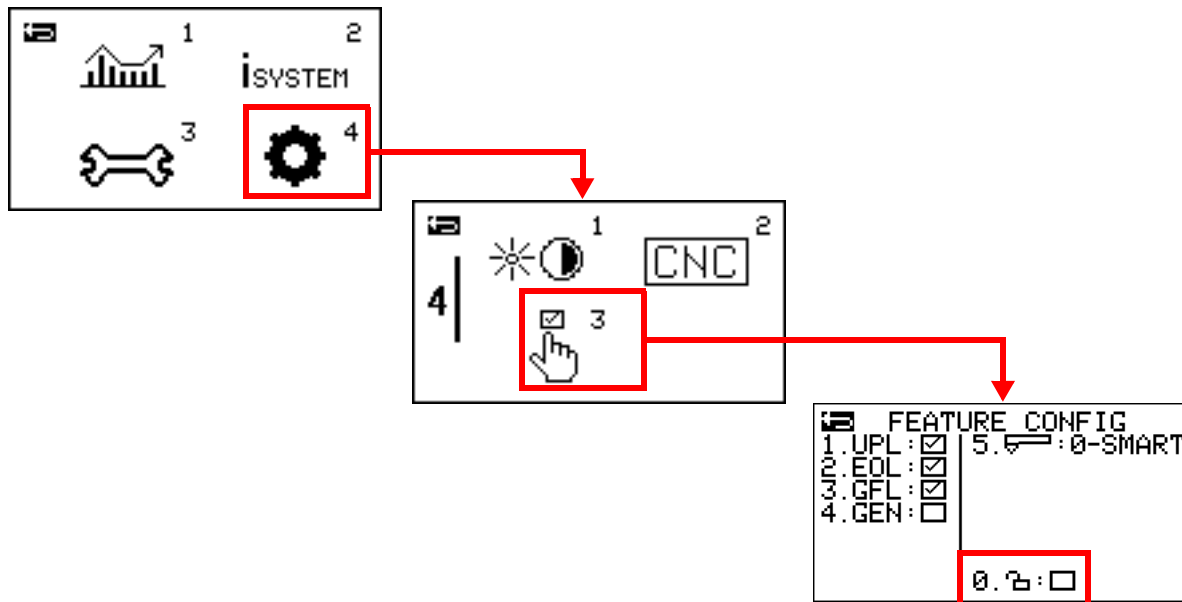 1 2
iSYSTEM
3 4
1 2
CNC
4
3
FEATURE CONFIG
1.UPL:☑ 5. :0-SMART
2.EOL:☑
3.GFL:☑
4.GEN:☐
0. :☐